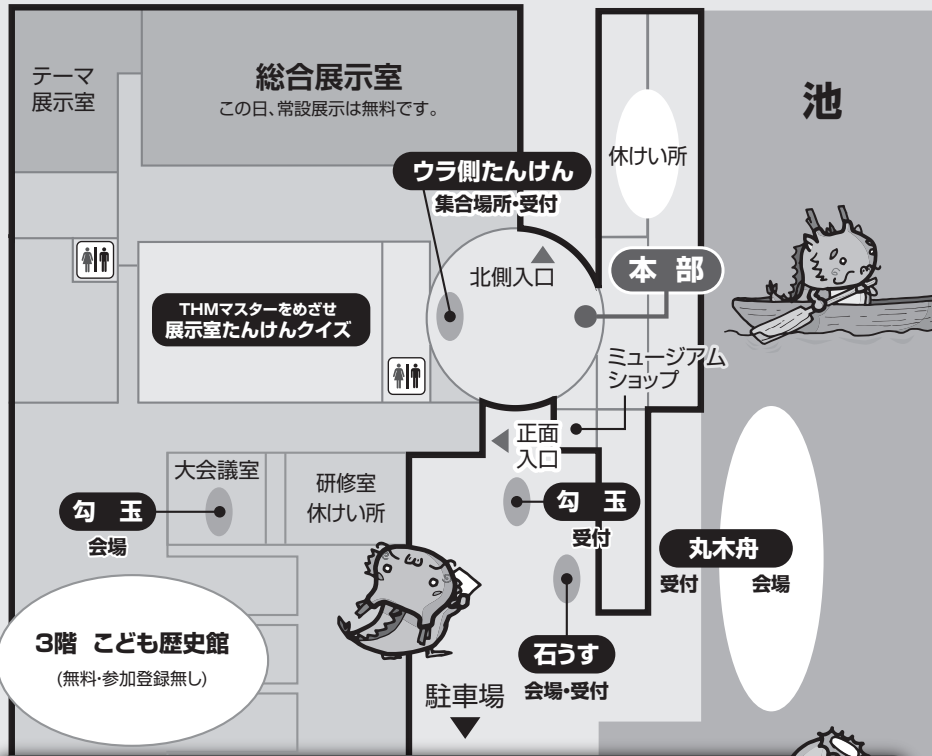 テーマ
展示室
総合展示室
この日、常設展示は無料です。
池
休けい所
ウラ側たんけん
集合場所・受付
北側入口
本 部
THMマスターをめざせ
展示室たんけんクイズ
ミュージアム
ショップ
正面
入口
大会議室
研修室
休けい所
勾 玉
会場
勾 玉
受付
丸木舟
受付 会場
3階 こども歴史館
(無料・参加登録無し)
石うす
会場・受付
駐車場